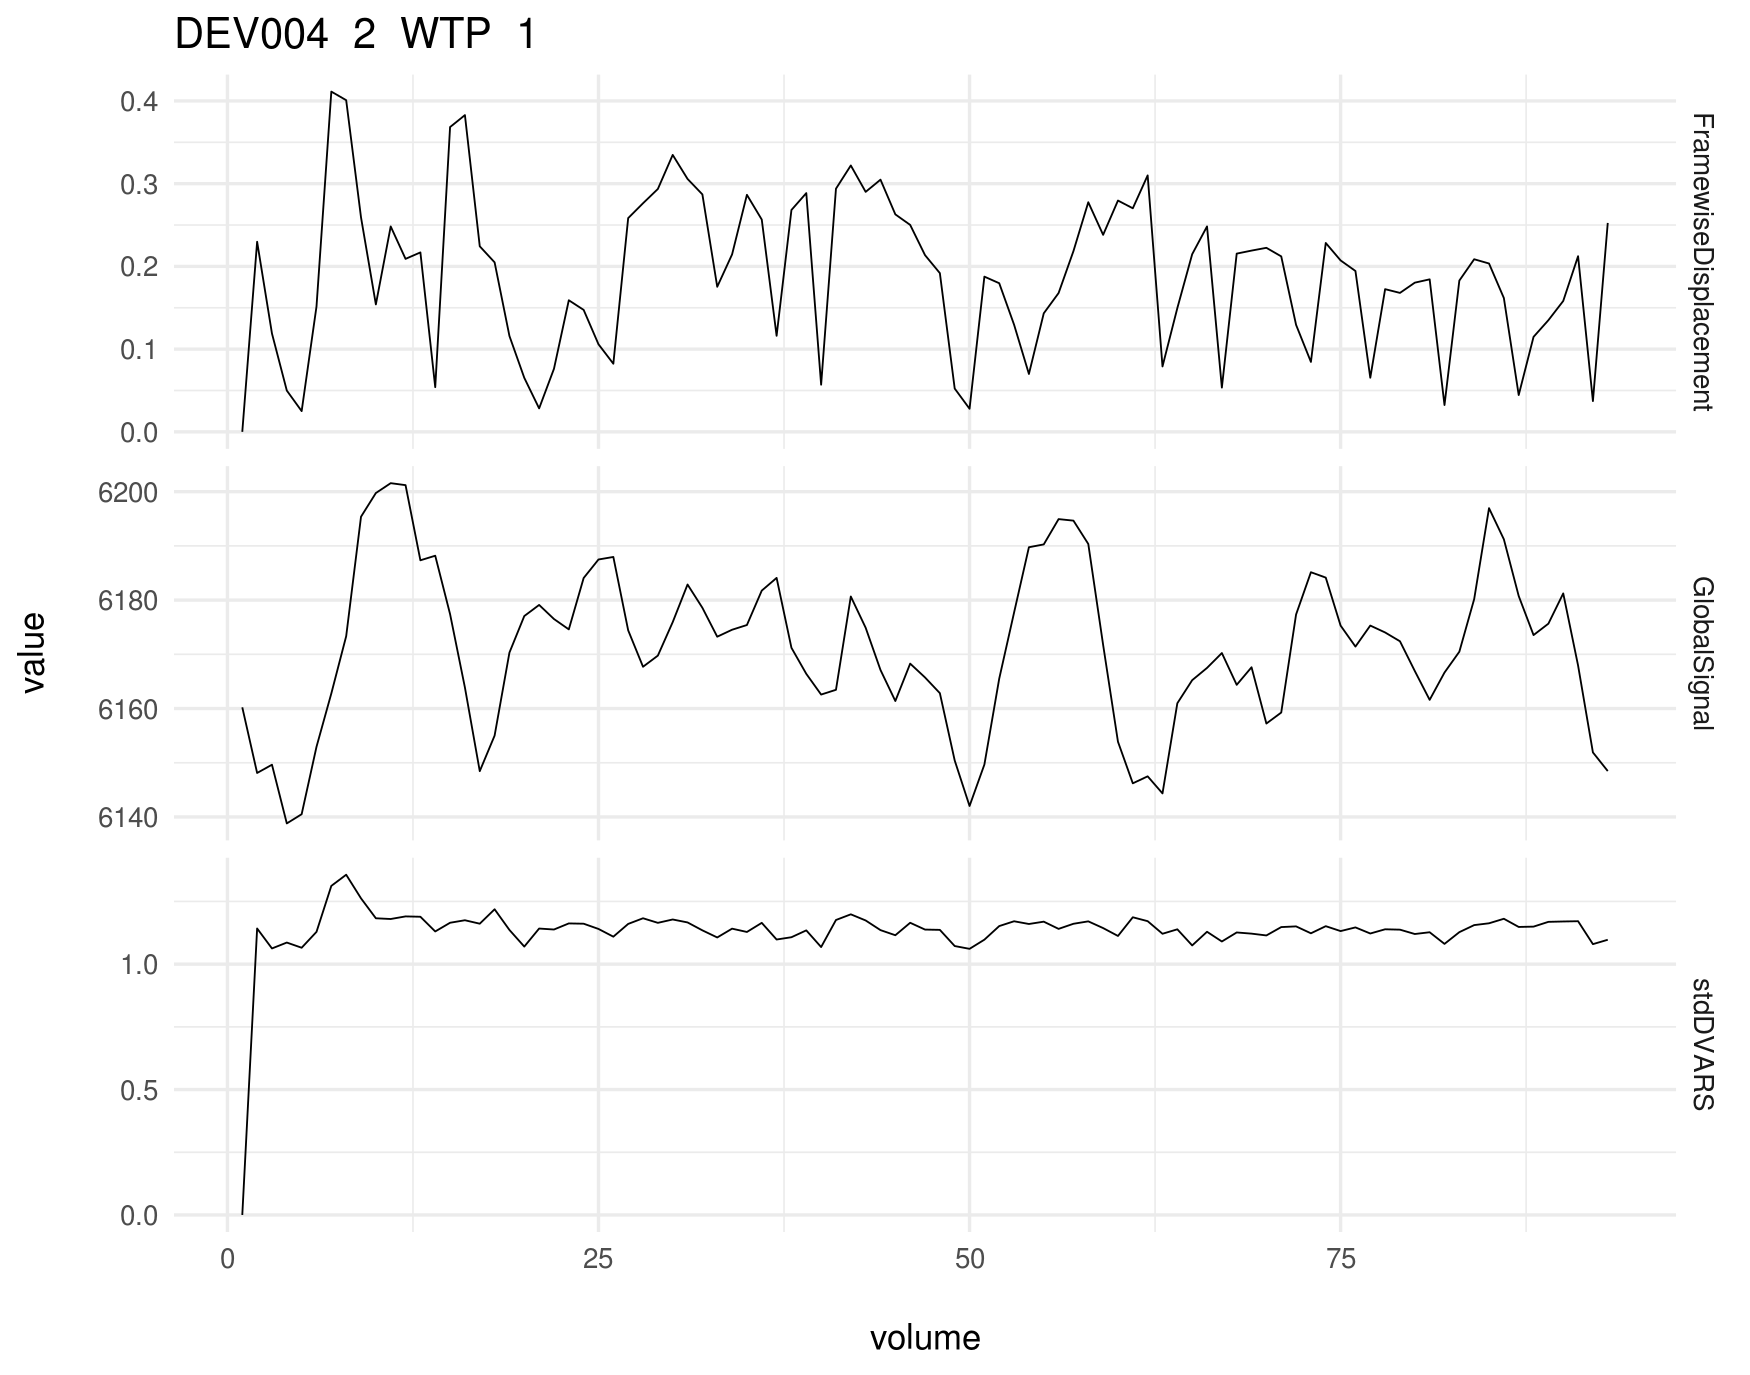 DEV004  2  WTP  1
0.4
0.3
0.2
0.1
0.0
FramewiseDisplacement
6200
6180
6160
6140
GlobalSignal
value
1.0
0.5
0.0
stdDVARS
0 25 50 75
volume